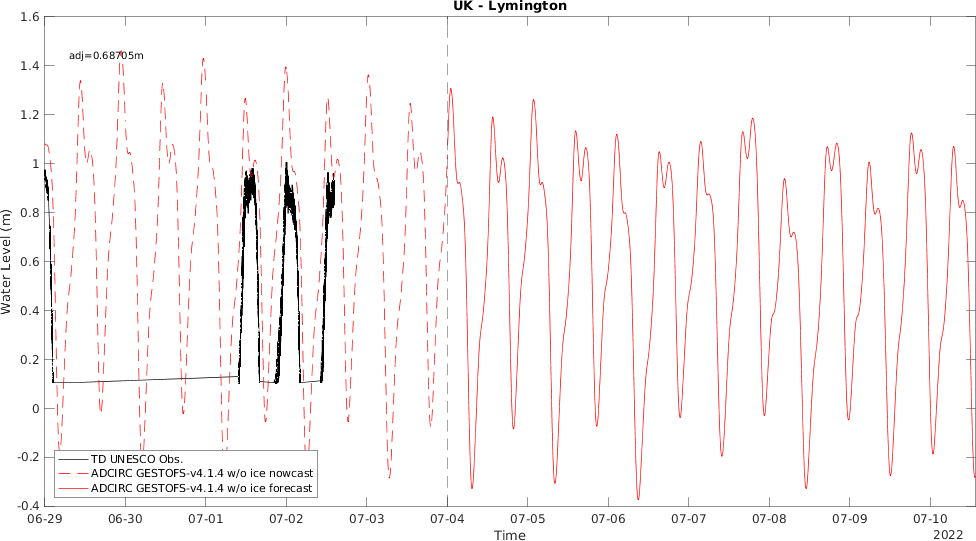 UK - Lymington
1.6
1.4
1.2
1
0.8
0.6
0.4
0.2
0
-0.2
-0.4
Water Level (m)
adj=0.68705m
TD UNESCO Obs.
ADCIRC GESTOFS-v4.1.4 w/o ice nowcast
ADCIRC GESTOFS-v4.1.4 w/o ice forecast
06-29 06-30 07-01 07-02 07-03 07-04 07-05 07-06 07-07 07-08 07-09 07-10
Time
2022